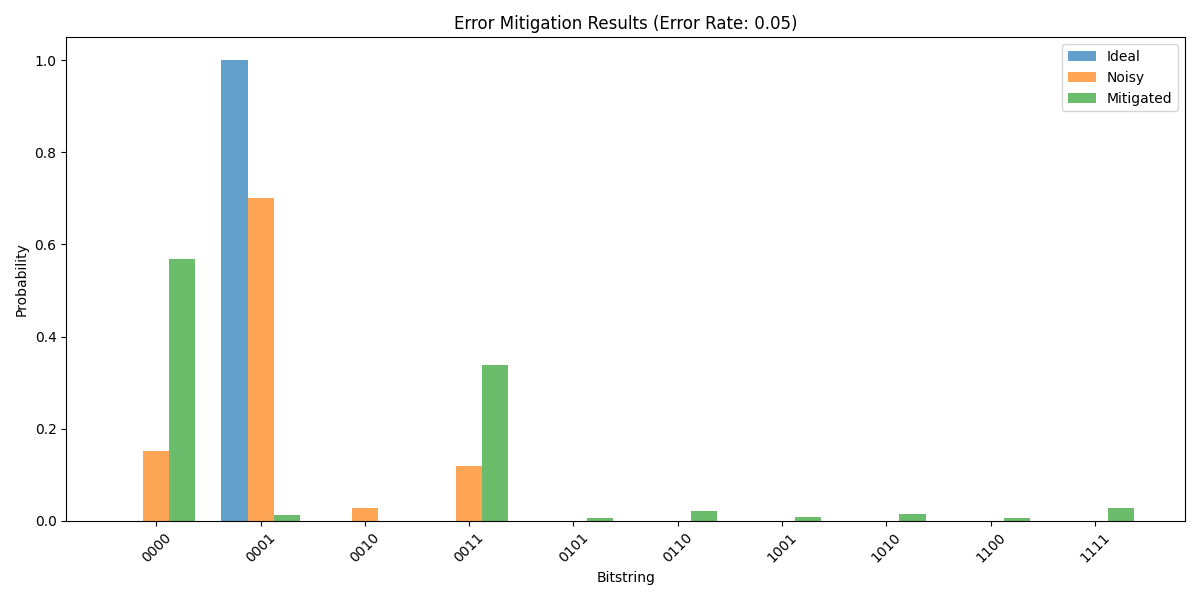 Error Mitigation Results (Error Rate: 0.05)
Ideal
Noisy
Mitigated
1.0
0.8
0.6
0.4
0.2
0.0
Probability
0000
0001
0010
0011
0101
0110
1001
1010
1100
1111
Bitstring